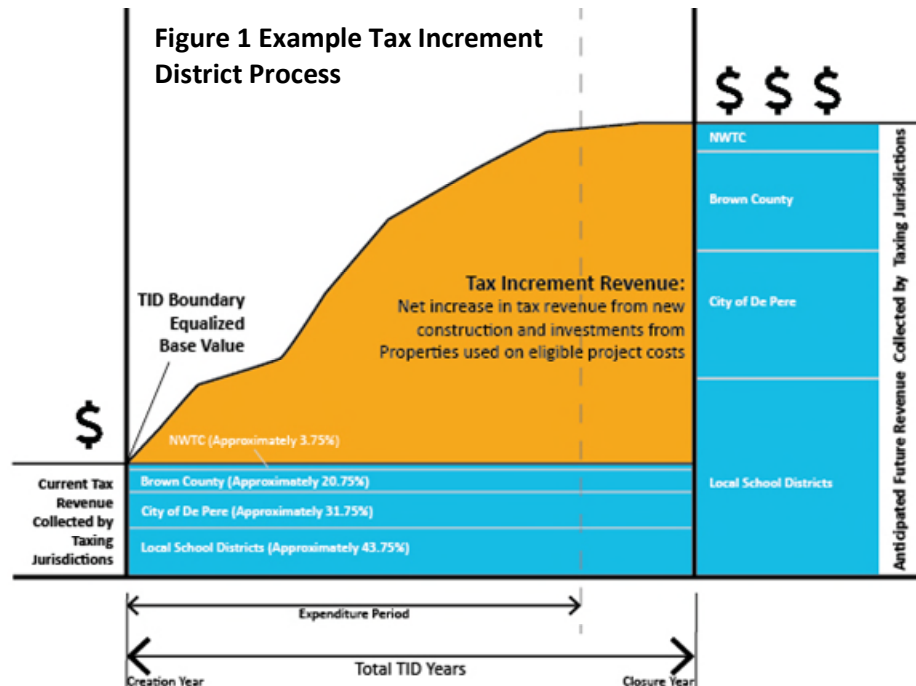 Figure 1 Example Tax Increment
District Process
$ $ $
NWTC
Brown County
City of De Pere
Local School Districts
Anticipated Future Revenue Collected by Taxing Jurisdictions
Tax Increment Revenue:
Net increase in tax revenue from new
construction and investments from
Properties used on eligible project costs
TID Boundary
Equalized
Base Value
$
Current Tax
Revenue
Collected by
Taxing
Jurisdictions
NWTC (Approximately 3.75%)
Brown County (Approximately 20.75%)
City of De Pere (Approximately 31.75%)
Local School Districts (Approximately 43.75%)
Expenditure Period
Total TID Years
Creation Year
Closure Year